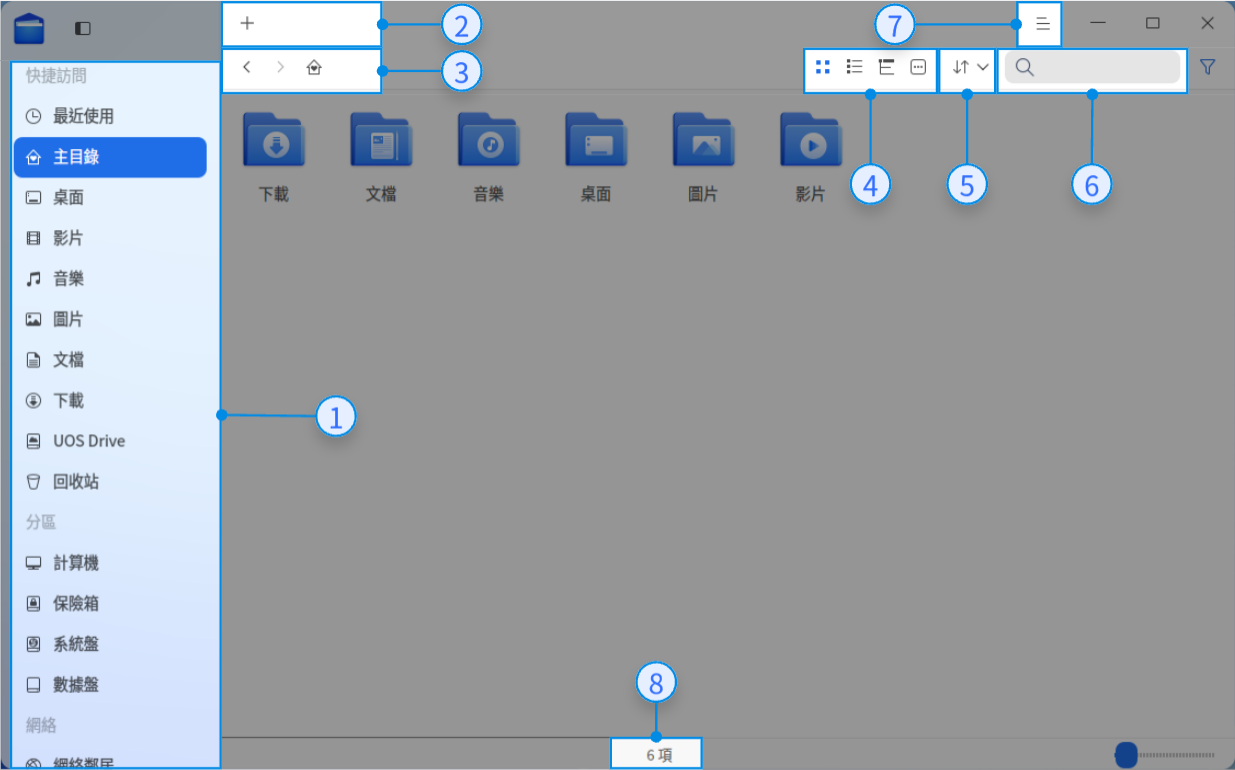 2
7
快捷訪問
3
最近使用
主目錄
桌面
影片
音樂
圖片
文檔
下載
UOS Drive
回收站
分區
計算機
保險箱
系統盤
數據盤
網絡
網絡鄰居
下載
文檔
音樂
桌面
圖片
影片
4
5
6
1
8
6 項